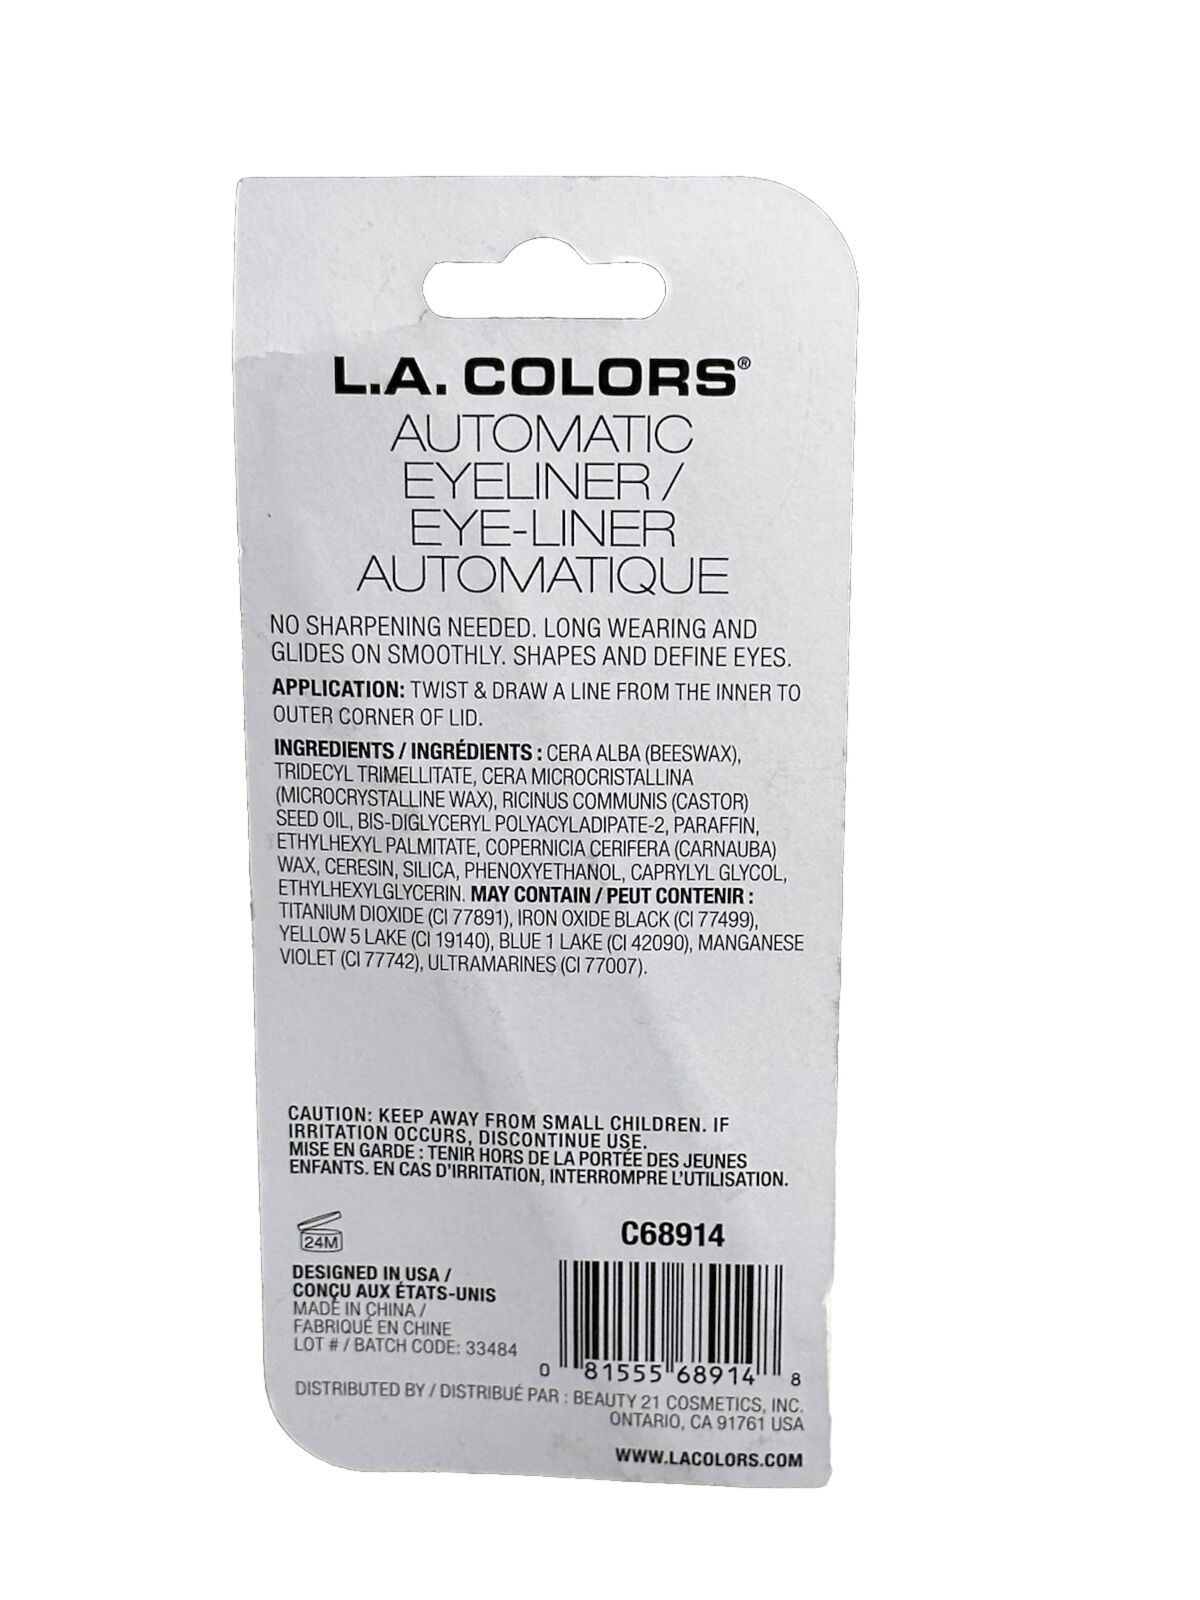 L.A. COLORS®
AUTOMATIC
EYELINER /
EYE-LINER
AUTOMATIQUE
NO SHARPENING NEEDED. LONG WEARING AND
GLIDES ON SMOOTHLY. SHAPES AND DEFINE EYES.
APPLICATION: TWIST & DRAW A LINE FROM THE INNER TO
OUTER CORNER OF LID.
INGREDIENTS / INGRÉDIENTS : CERA ALBA (BEESWAX),
TRIDECYL TRIMELLITATE, CERA MICROCRISTALLINA
(MICROCRYSTALLINE WAX), RICINUS COMMUNIS (CASTOR)
SEED OIL, BIS-DIGLYCERYL POLYACYLADIPATE-2, PARAFFIN,
ETHYLHEXYL PALMITATE, COPERNICIA CERIFERA (CARNAUBA)
WAX, CERESIN, SILICA, PHENOXYETHANOL, CAPRYLYL GLYCOL,
ETHYLHEXYLGLYCERIN. MAY CONTAIN / PEUT CONTENIR :
TITANIUM DIOXIDE (CI 77891), IRON OXIDE BLACK (CI 77499),
YELLOW 5 LAKE (CI 19140), BLUE 1 LAKE (CI 42090), MANGANESE
VIOLET (CI 77742), ULTRAMARINES (CI 77007).
CAUTION: KEEP AWAY FROM SMALL CHILDREN. IF
IRRITATION OCCURS, DISCONTINUE USE.
MISE EN GARDE : TENIR HORS DE LA PORTÉE DES JEUNES
ENFANTS. EN CAS D'IRRITATION, INTERROMPRE L'UTILISATION.
24M
C68914
DESIGNED IN USA /
CONÇU AUX ÉTATS-UNIS
MADE IN CHINA /
FABRIQUÉ EN CHINE
LOT # / BATCH CODE: 33484
0 81555 68914 8
DISTRIBUTED BY / DISTRIBUÉ PAR : BEAUTY 21 COSMETICS, INC.
ONTARIO, CA 91761 USA
WWW.LACOLORS.COM